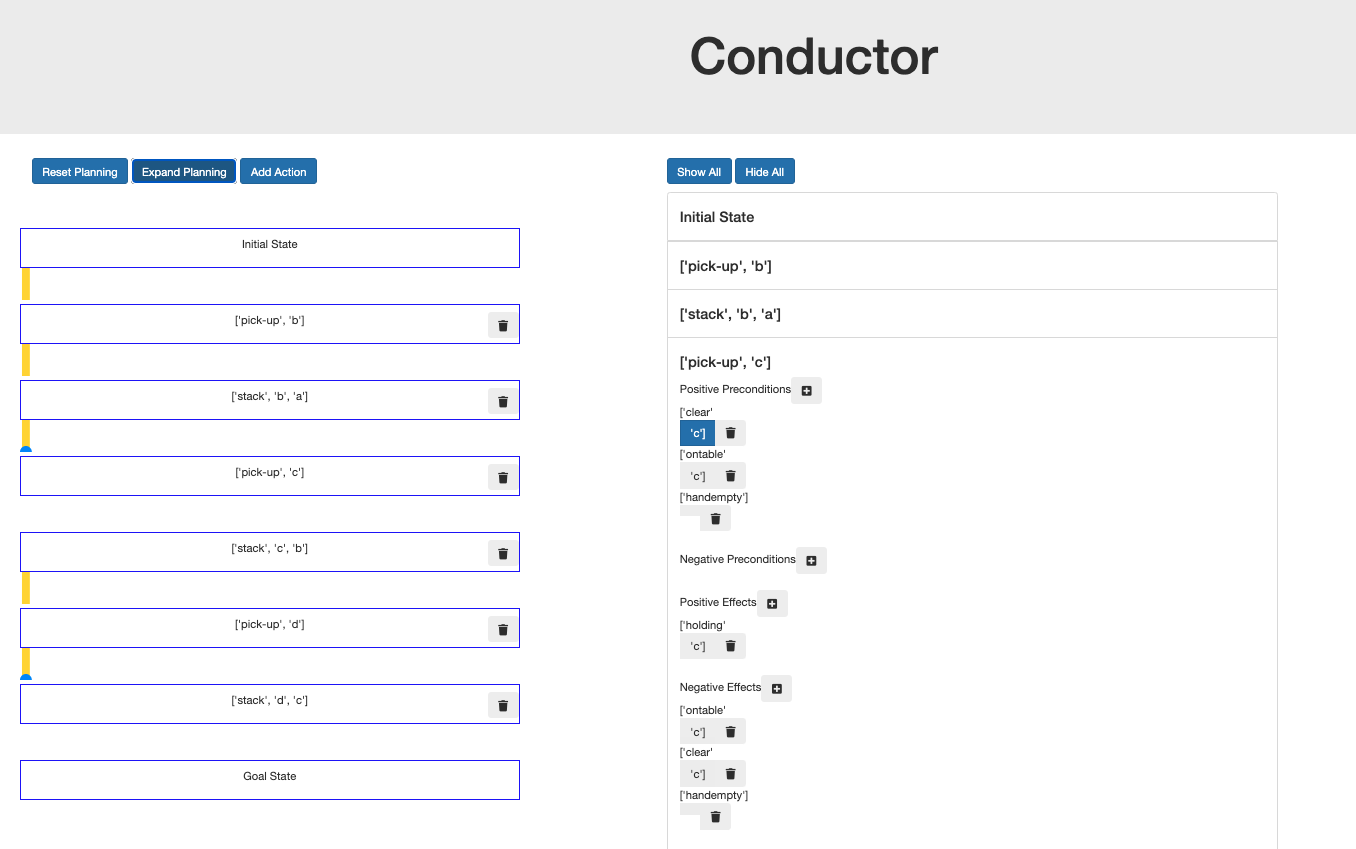 Conductor
Reset Planning Expand Planning Add Action
Initial State
['pick-up', 'b']
['stack', 'b', 'a']
['pick-up', 'c']
['stack', 'c', 'b']
['pick-up', 'd']
['stack', 'd', 'c']
Goal State
Show All Hide All
Initial State
['pick-up', 'b']
['stack', 'b', 'a']
['pick-up', 'c']
Positive Preconditions
['clear'
'c']
['ontable'
'c']
['handempty']
Negative Preconditions
Positive Effects
['holding'
'c']
Negative Effects
['ontable'
'c']
['clear'
'c']
['handempty']